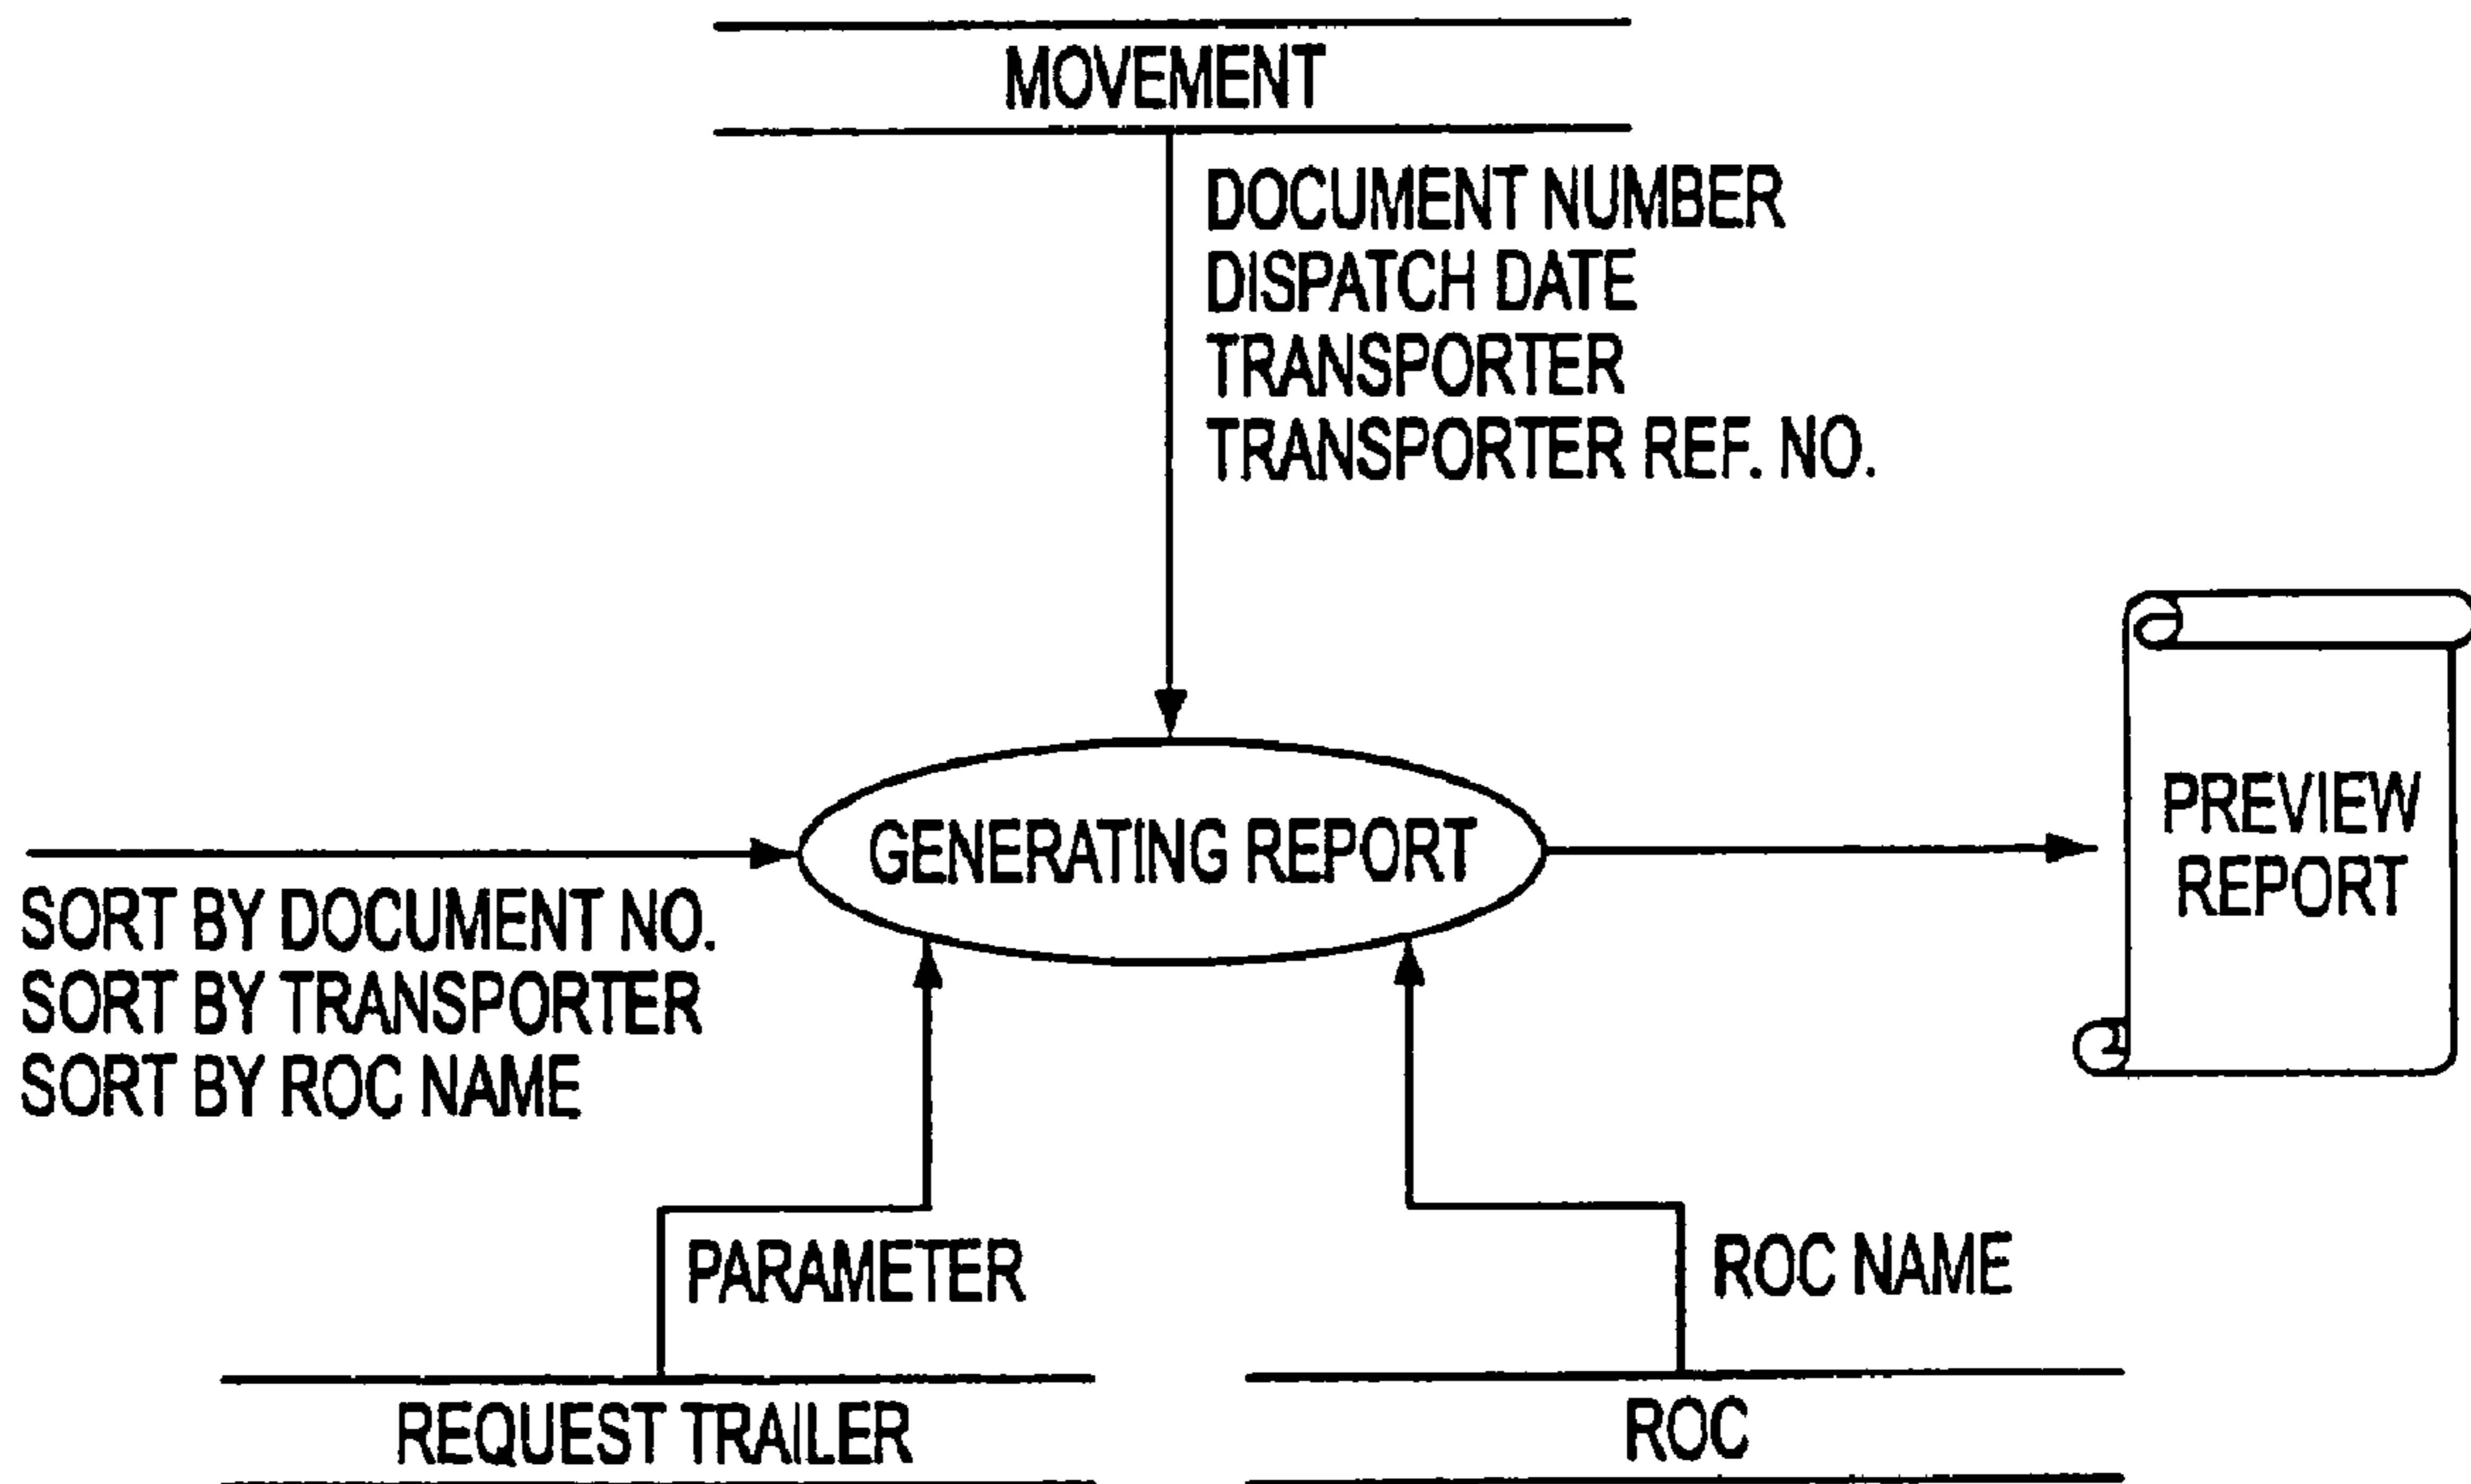 MOVEMENT
DOCUMENT NUMBER
DISPATCH DATE
TRANSPORTER
TRANSPORTER REF. NO.
GENERATING REPORT
PREVIEW
REPORT
SORT BY DOCUMENT NO.
SORT BY TRANSPORTER
SORT BY ROC NAME
PARAMETER
ROC NAME
REQUEST TRAILER
ROC